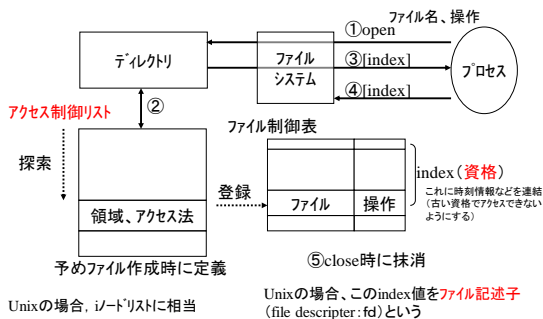 ファイル名、操作
①open
ディレクトリ
ファイル
システム
③[index]
プロセス
④[index]
②
アクセス制御リスト
ファイル制御表
探索
index（資格）
これに時刻情報などを連結
（古い資格でアクセスできない
ようにする）
登録
領域、アクセス法
ファイル
操作
予めファイル作成時に定義
⑤close時に抹消
Unixの場合，iノードリストに相当
Unixの場合、このindex値をファイル記述子
（file descripter：fd）という